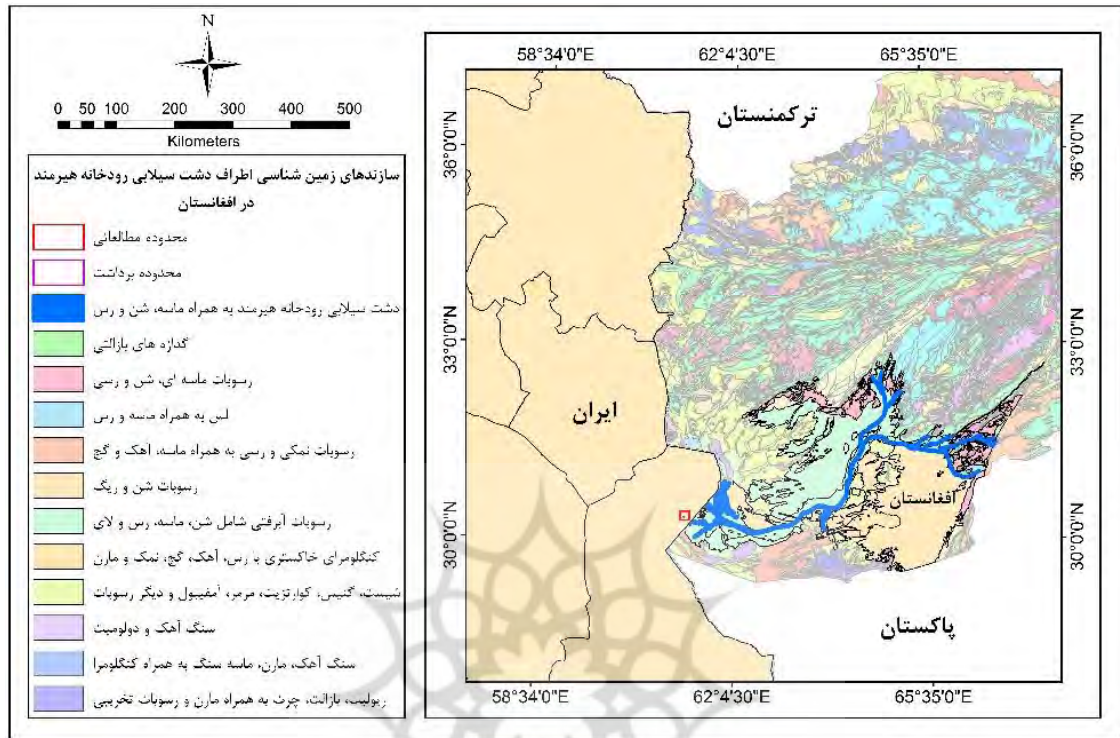 N
0 50 100 200 300 400 500
Kilometers
سازندهای زمین شناسی اطراف دشت سیلابی رودخانه هیرمند
در افغانستان
محدوده مطالعاتی
محدوده برداشت
دشت سیلابی رودخانه هیرمند به همراه ماسه، شن و رس
گدازه های بازالتی
رسوبات ماسه ای، شن و رسی
لس به همراه ماسه و رس
رسوبات نمکی و رسی به همراه ماسه، آهک و گچ
رسوبات شن و ریگ
رسوبات آبرفتی شامل شن، ماسه، رس و لای
کنگلومرای خاکستری با رس، آهک، گچ، نمک و مارن
شیست، گنیس، کوارتزیت، مرمر، آمفیبول و دیگر رسوبات
سنگ آهک و دولومیت
سنگ آهک، مارن، ماسه سنگ به همراه کنگلومرا
ریولیت، بازالت، چرت به همراه مارن و رسوبات تخریبی
58°34'0"E 62°4'30"E 65°35'0"E
ترکمنستان
36°0'0"N 36°0'0"N
33°0'0"N 33°0'0"N
ایران
افغانستان
30°0'0"N 30°0'0"N
پاکستان
58°34'0"E 62°4'30"E 65°35'0"E